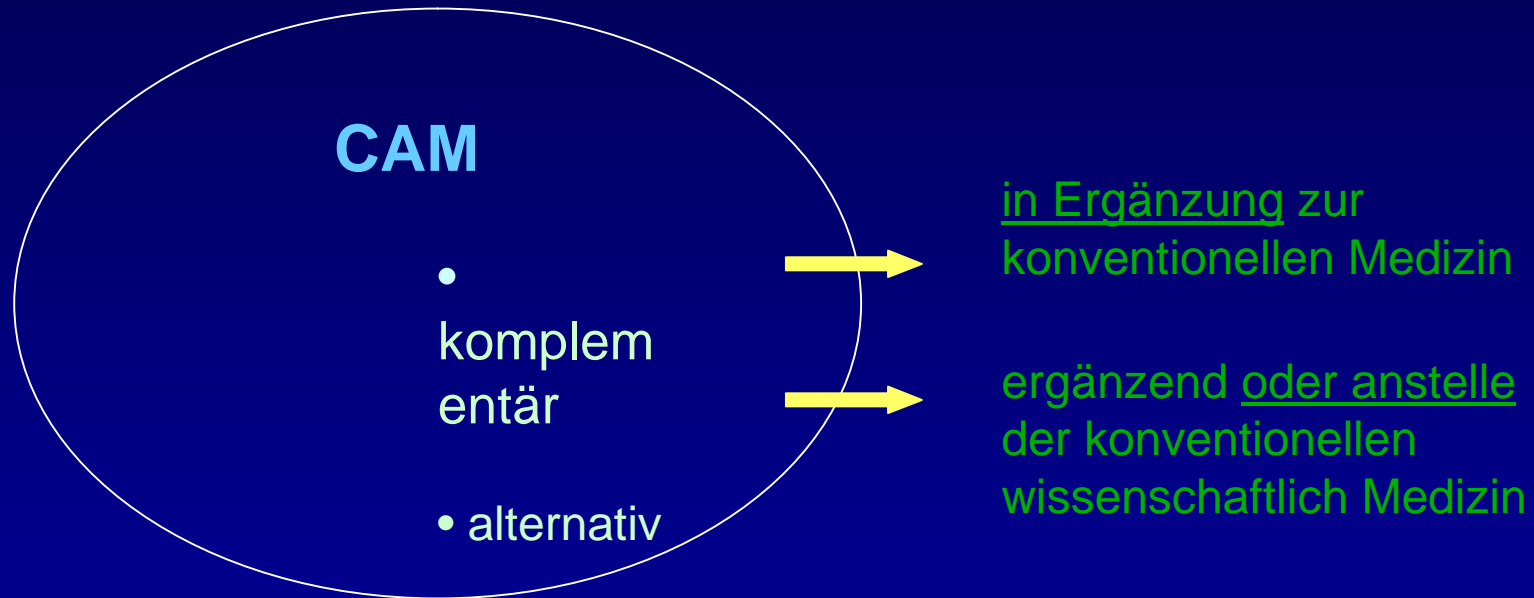 CAM
•
komplem
entär
• alternativ
in Ergänzung zur
konventionellen Medizin
ergänzend oder anstelle
der konventionellen
wissenschaftlich Medizin